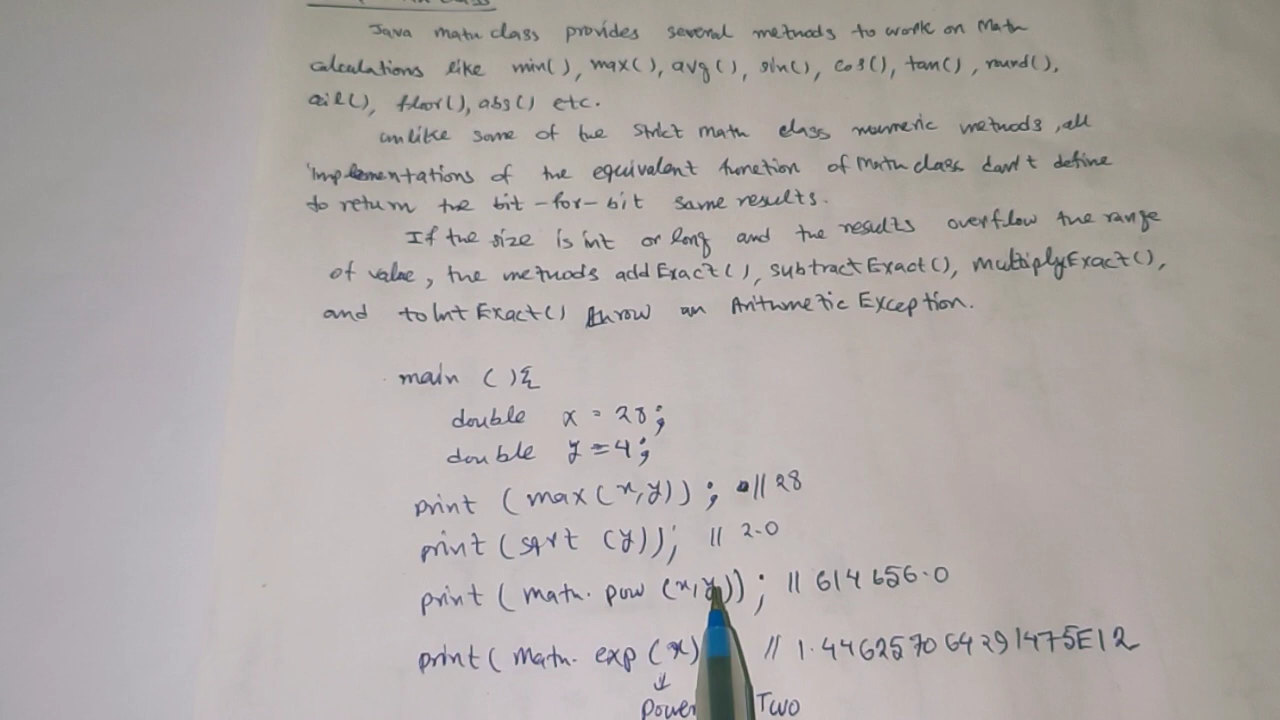 Java math class provides several methods to work on Math
calculations like min(), max(), avg(), sin(), cos(), tan(), round(),
ceil(), floor(), abs() etc.
unlike some of the Strict math class numeric methods, all
implementations of the equivalent function of Math class can't define
to return the bit-for-bit same results.
If the size is int or long and the results overflow the range
of value, the methods addExact(), subtractExact(), multiplyExact(),
and toIntExact() throw an Arithmetic Exception.
main (){
double x = 28;
double y = 4;
print (max(x,y)); // 28
print (sqrt (y)); // 2.0
print (math. pow (x,y)); // 614656.0
print (math. exp (x) // 1.446257064291475E12
↓
Power Two